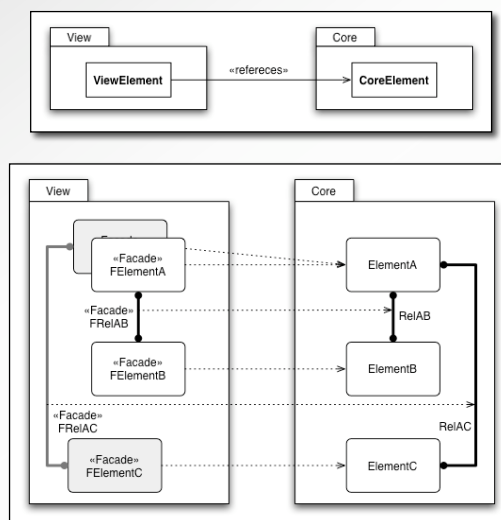 View
Core
ViewElement
«refereces»
CoreElement
View
Core
«Facade»
FElementA
ElementA
«Facade»
FRelAB
RelAB
«Facade»
FElementB
ElementB
«Facade»
FRelAC
RelAC
«Facade»
FElementC
ElementC